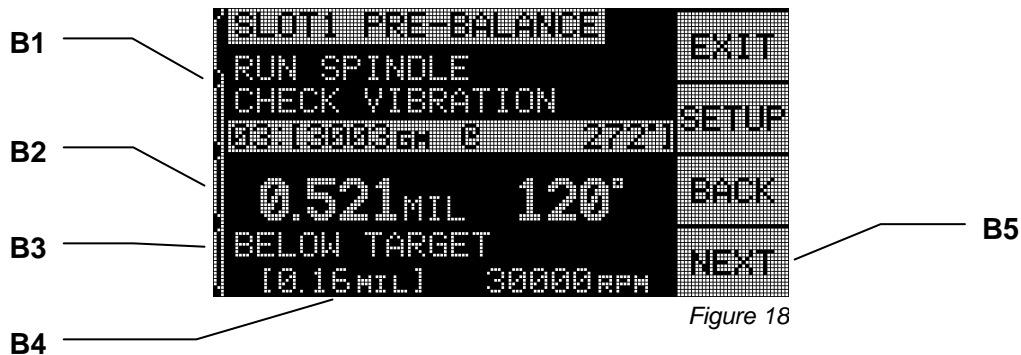 B1
B2
B3
B4
SLOT1 PRE-BALANCE
RUN SPINDLE
CHECK VIBRATION
03:[3003GM @ 272°]
0.521MIL 120°
BELOW TARGET
[0.16MIL] 30000RPM
EXIT
SETUP
BACK
NEXT
B5
Figure 18